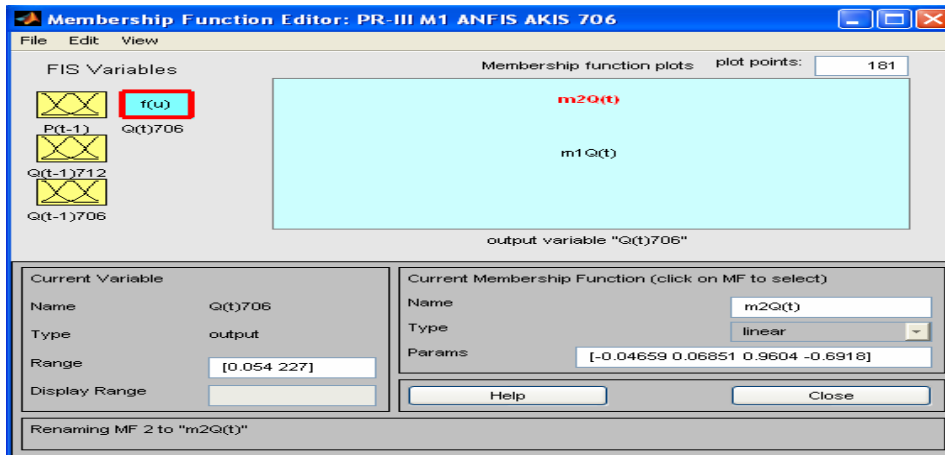 Membership Function Editor: PR-III M1 ANFIS AKIS 706
File Edit View
FIS Variables
f(u)
P(t-1) Q(t)706
Q(t-1)712
Q(t-1)706
Membership function plots plot points: 181
m2Q(t)
m1Q(t)
output variable "Q(t)706"
Current Variable
Name Q(t)706
Type output
Range [0.054 227]
Display Range
Current Membership Function (click on MF to select)
Name m2Q(t)
Type linear
Params [-0.04659 0.06851 0.9604 -0.6918]
Help Close
Renaming MF 2 to "m2Q(t)"